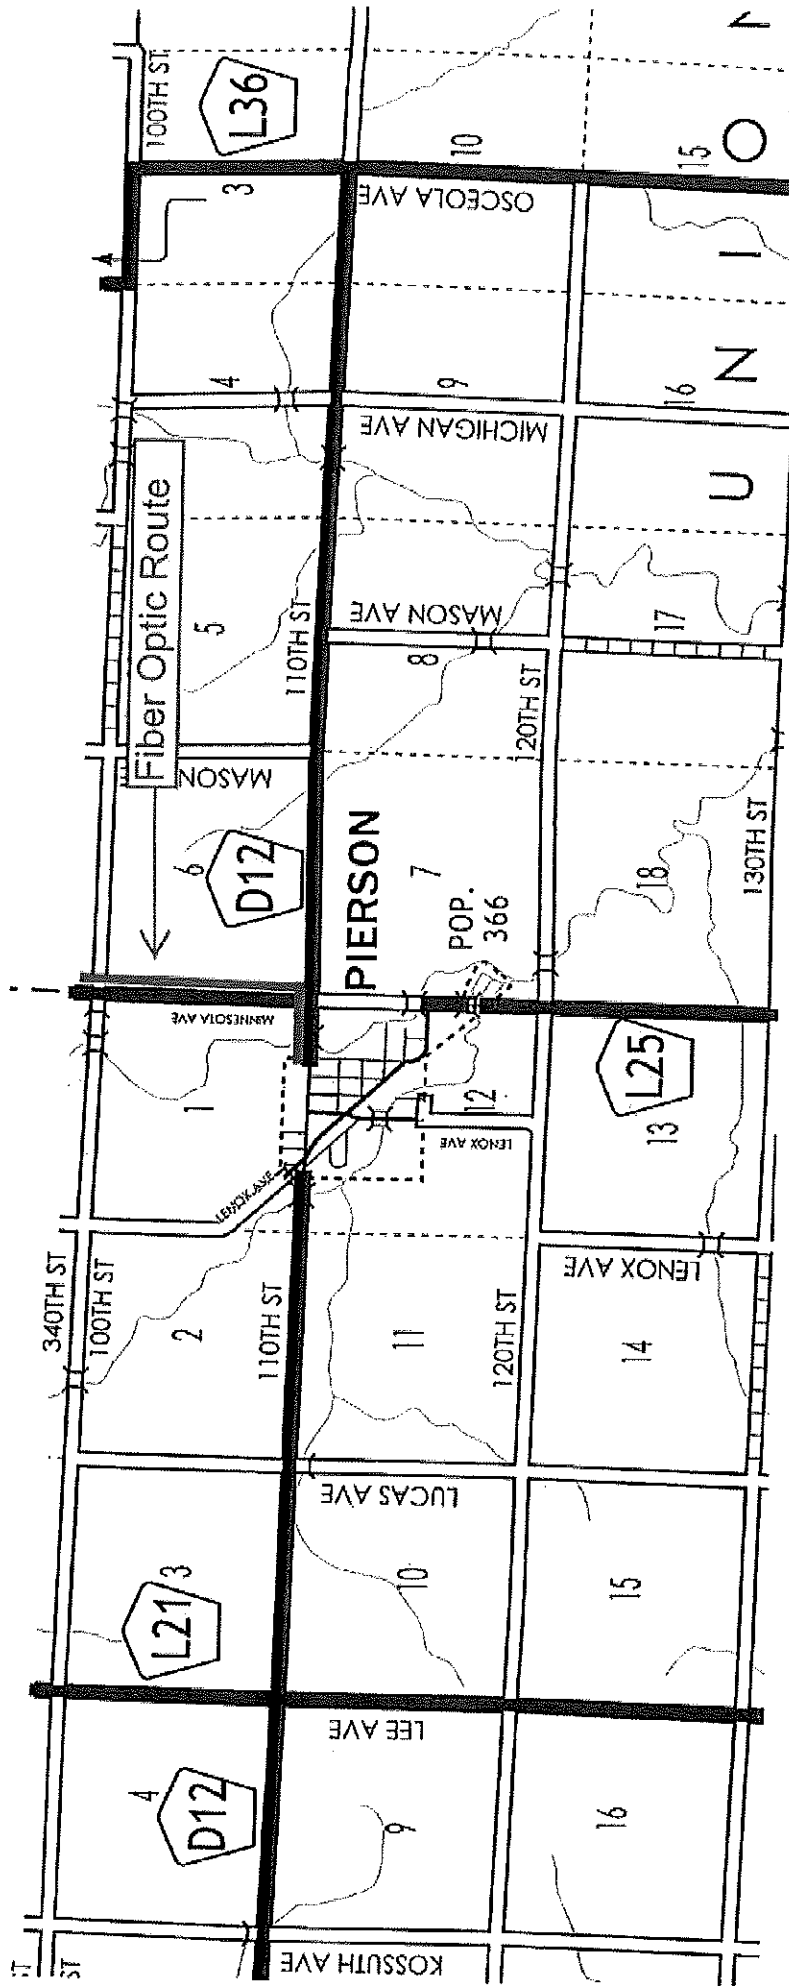 100TH ST
L36
3
10
15
OSCEOLA AVE
4
9
16
MICHIGAN AVE
U N I O
Fiber Optic Route
5
110TH ST
MASON AVE
8
17
MASON
6
D12
PIERSON
7
POP.
366
120TH ST
18
130TH ST
MINNESOTA AVE
1
12
L25
13
LENOX AVE
LENOX AVE
LENOX AVE
340TH ST
100TH ST
2
110TH ST
11
120TH ST
14
LUCAS AVE
L21
3
10
15
LEE AVE
4
D12
9
16
KOSSUTH AVE
ST
ST